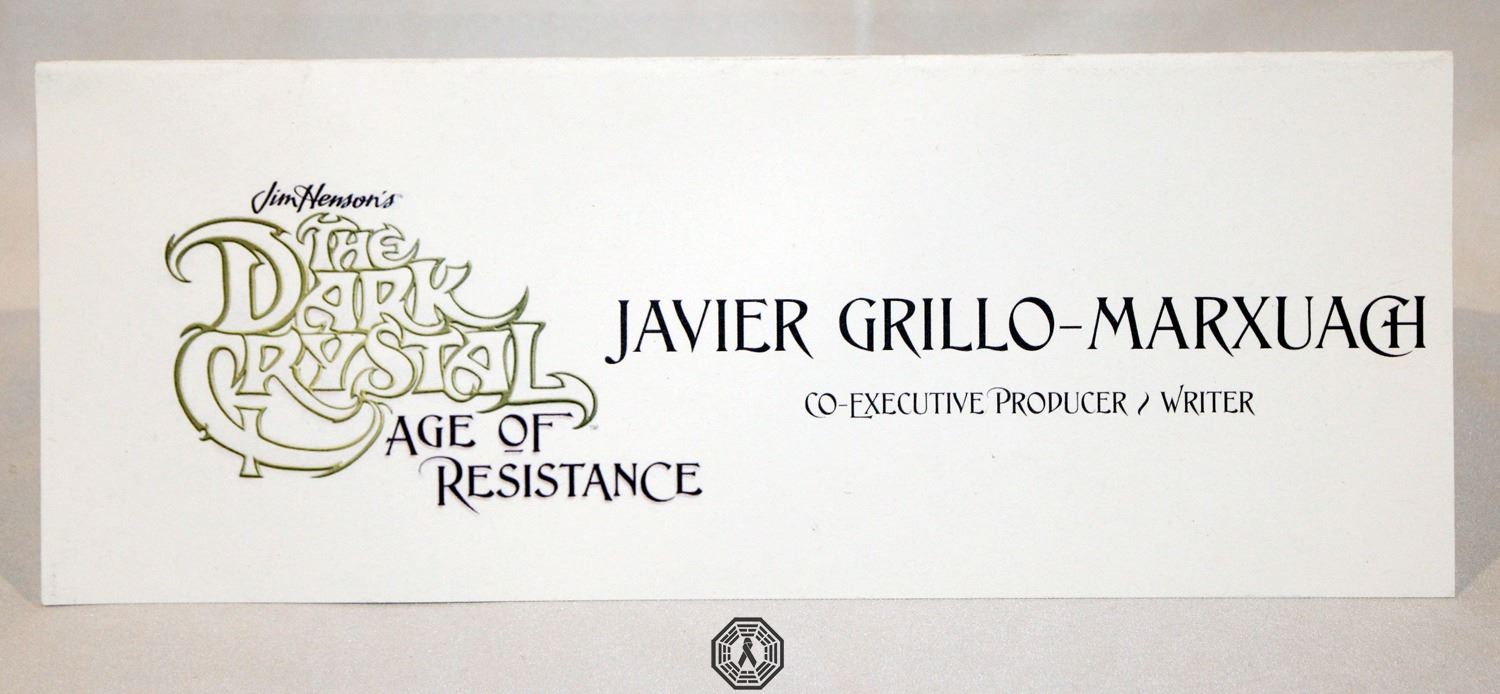 Jim Henson's
THE
DARK
CRYSTAL
AGE OF
RESISTANCE
JAVIER GRILLO-MARXUACH
CO-EXECUTIVE PRODUCER / WRITER